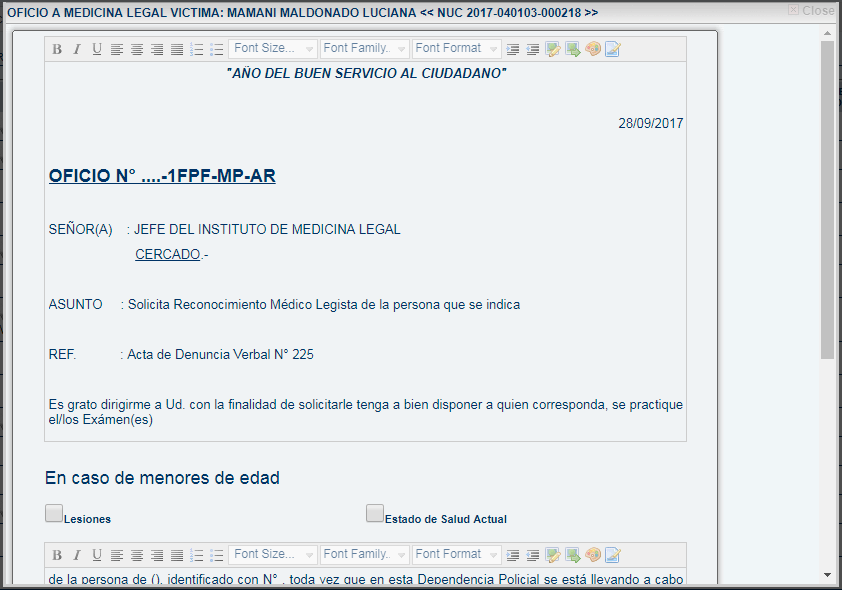 OFICIO A MEDICINA LEGAL VICTIMA: MAMANI MALDONADO LUCIANA << NUC 2017-040103-000218 >>
Close
B I U Font Size... Font Family.. Font Format
"AÑO DEL BUEN SERVICIO AL CIUDADANO"
28/09/2017
OFICIO N° ....-1FPF-MP-AR
SEÑOR(A) : JEFE DEL INSTITUTO DE MEDICINA LEGAL
CERCADO.-
ASUNTO : Solicita Reconocimiento Médico Legista de la persona que se indica
REF. : Acta de Denuncia Verbal N° 225
Es grato dirigirme a Ud. con la finalidad de solicitarle tenga a bien disponer a quien corresponda, se practique
el/los Exámen(es)
En caso de menores de edad
Lesiones Estado de Salud Actual
B I U Font Size... Font Family.. Font Format
de la persona de (), identificado con N° , toda vez que en esta Dependencia Policial se está llevando a cabo